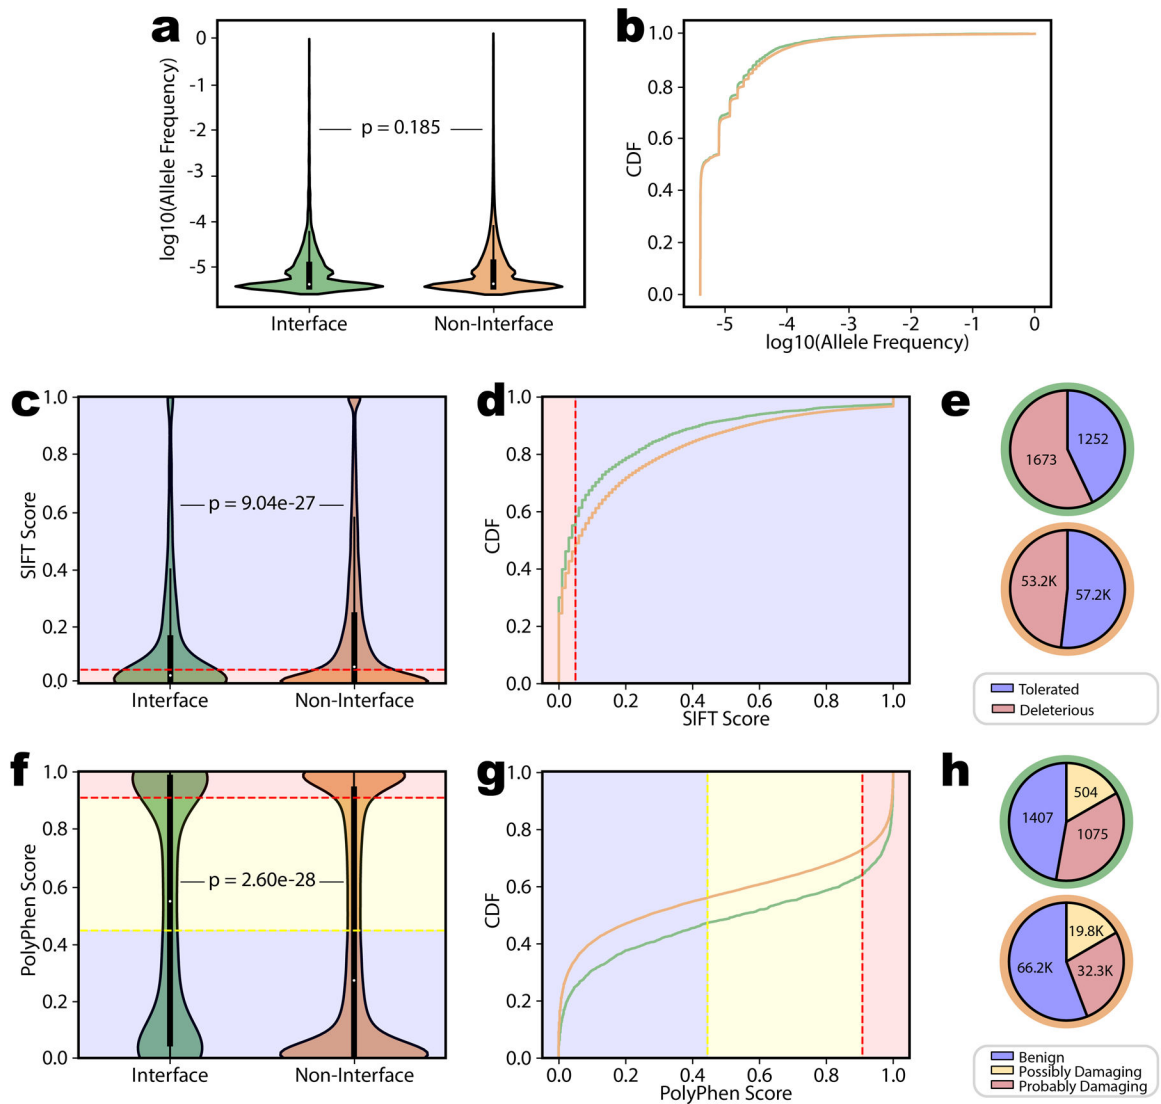 a
log10(Allele Frequency)
0
-1
-2
-3
-4
-5
p = 0.185
Interface
Non-Interface
b
CDF
1.0
0.8
0.6
0.4
0.2
0.0
-5
-4
-3
-2
-1
0
log10(Allele Frequency)
c
SIFT Score
1.0
0.8
0.6
0.4
0.2
0.0
p = 9.04e-27
Interface
Non-Interface
d
CDF
1.0
0.8
0.6
0.4
0.2
0.0
0.0
0.2
0.4
0.6
0.8
1.0
SIFT Score
e
1252
1673
53.2K
57.2K
Tolerated
Deleterious
f
PolyPhen Score
1.0
0.8
0.6
0.4
0.2
0.0
p = 2.60e-28
Interface
Non-Interface
g
CDF
1.0
0.8
0.6
0.4
0.2
0.0
0.0
0.2
0.4
0.6
0.8
1.0
PolyPhen Score
h
504
1407
1075
19.8K
66.2K
32.3K
Benign
Possibly Damaging
Probably Damaging